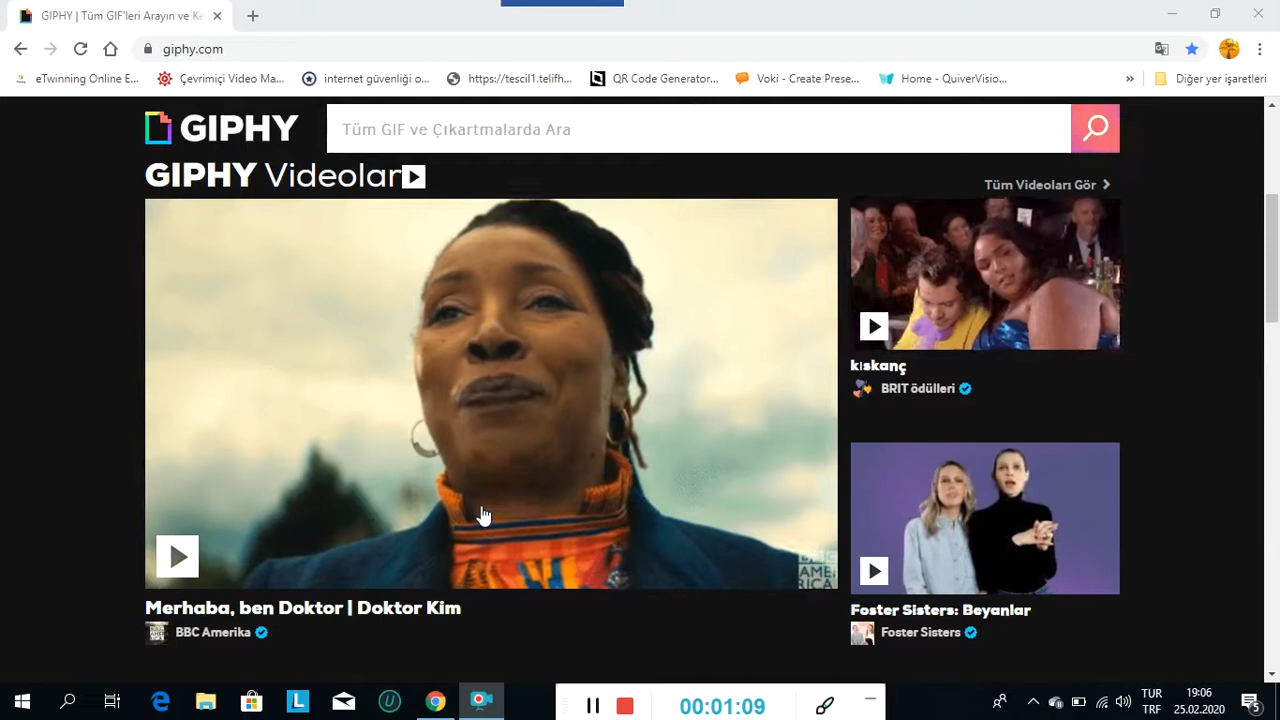 GIPHY | Tüm GIF'leri Arayın ve Ke
giphy.com
eTwinning Online E...
Çevrimiçi Video Ma...
internet güvenliği o...
https://tescil1.telifh...
QR Code Generator...
Voki - Create Prese...
Home - QuiverVisio...
»
Diğer yer işaretleri
GIPHY
Tüm GIF ve Çıkartmalarda Ara
GIPHY Videolar
Tüm Videoları Gör
BBC
AMERICA
Merhaba, ben Doktor | Doktor Kim
BBC Amerika
kıskanç
BRIT ödülleri
Foster Sisters: Beyanlar
Foster Sisters
00:01:09
TUR
TRF
19:06
25.02.2020
5